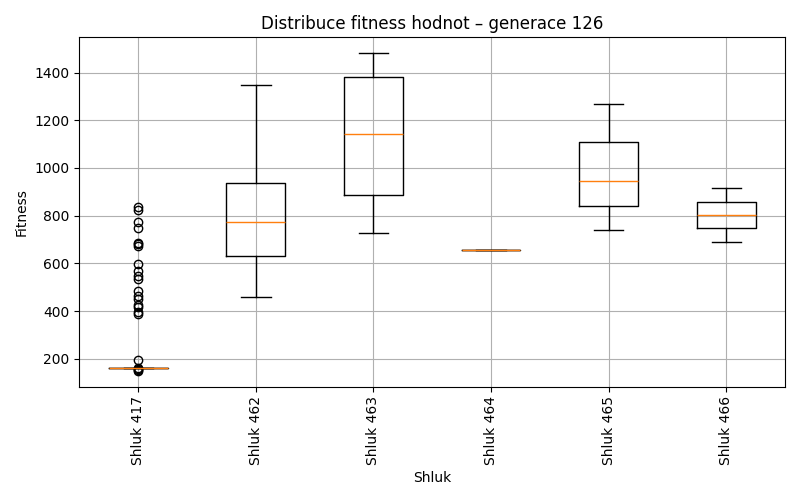 Distribuce fitness hodnot – generace 126
Fitness
1400
1200
1000
800
600
400
200
Shluk 417
Shluk 462
Shluk 463
Shluk 464
Shluk 465
Shluk 466
Shluk